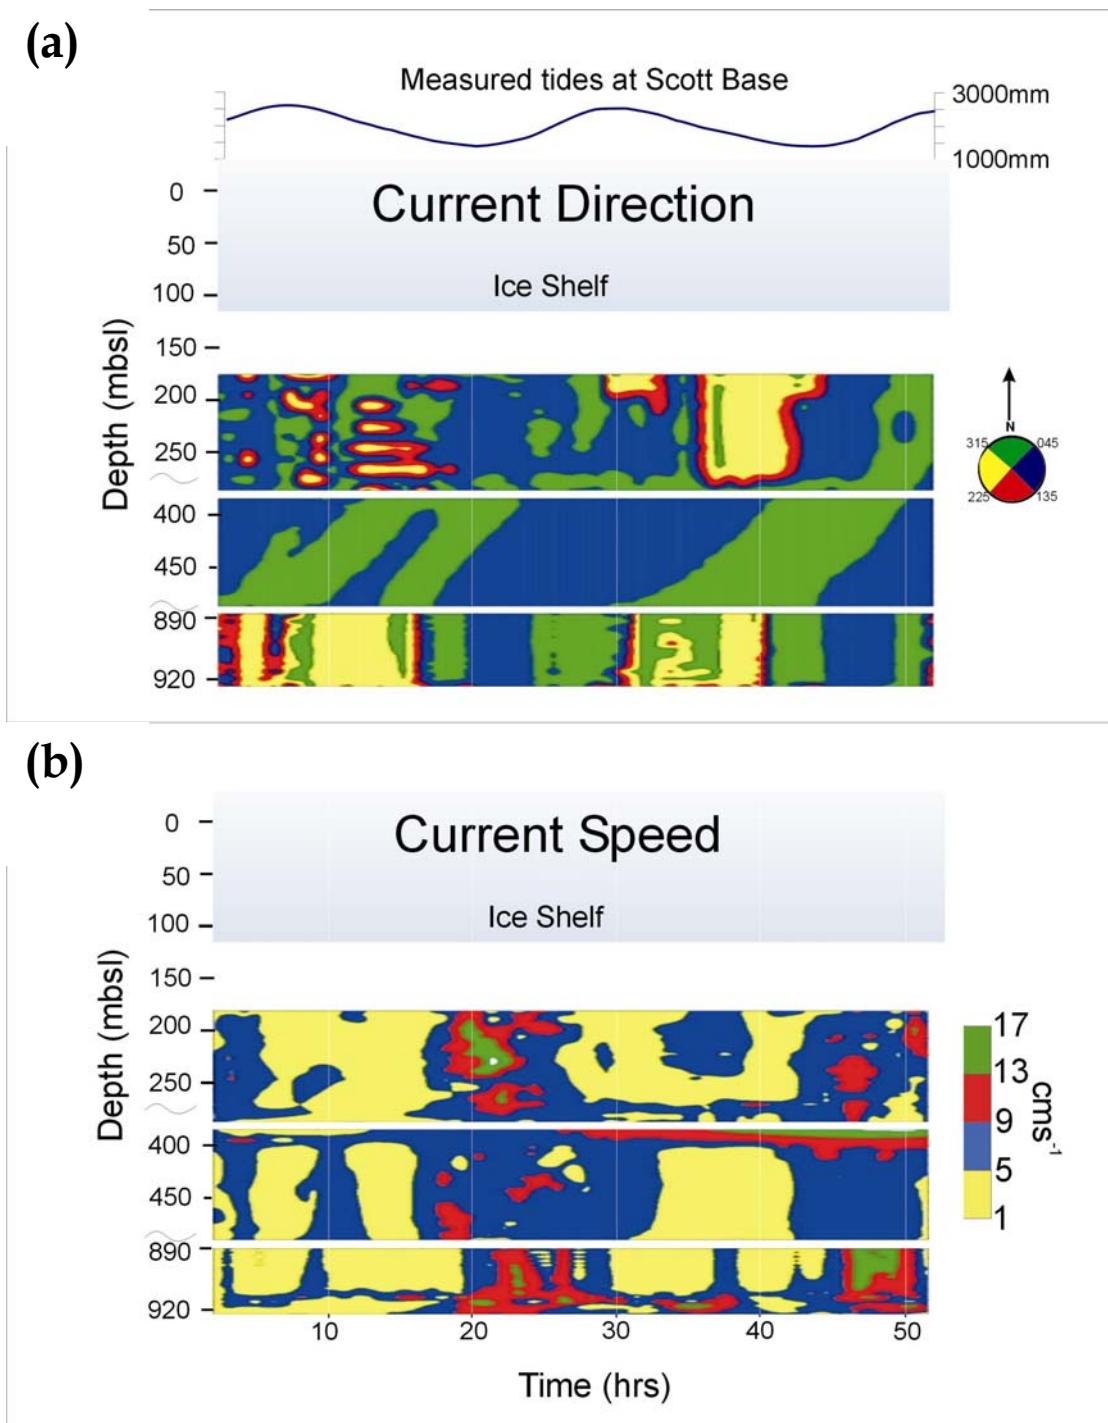 (a)
Measured tides at Scott Base
3000mm
1000mm
Current Direction
Ice Shelf
Depth (mbsl)
0
50
100
150
200
250
400
450
890
920
N
315
045
225
135
(b)
Current Speed
Ice Shelf
Depth (mbsl)
0
50
100
150
200
250
400
450
890
920
17
13
9
5
1
cms⁻¹
10
20
30
40
50
Time (hrs)